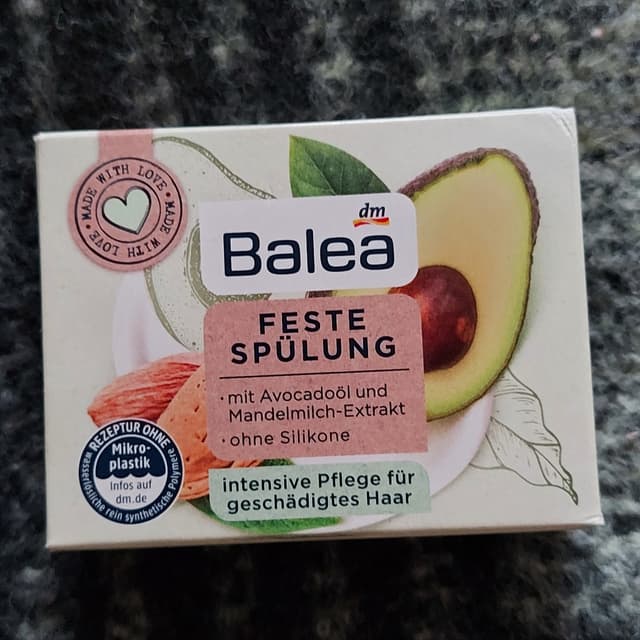 MADE WITH LOVE • MADE WITH LOVE •
dm
Balea
FESTE
SPÜLUNG
· mit Avocadoöl und
Mandelmilch-Extrakt
· ohne Silikone
intensive Pflege für
geschädigtes Haar
REZEPTUR OHNE
Mikro-
plastik
Infos auf
dm.de
wasserlösliche rein synthetische Polymere